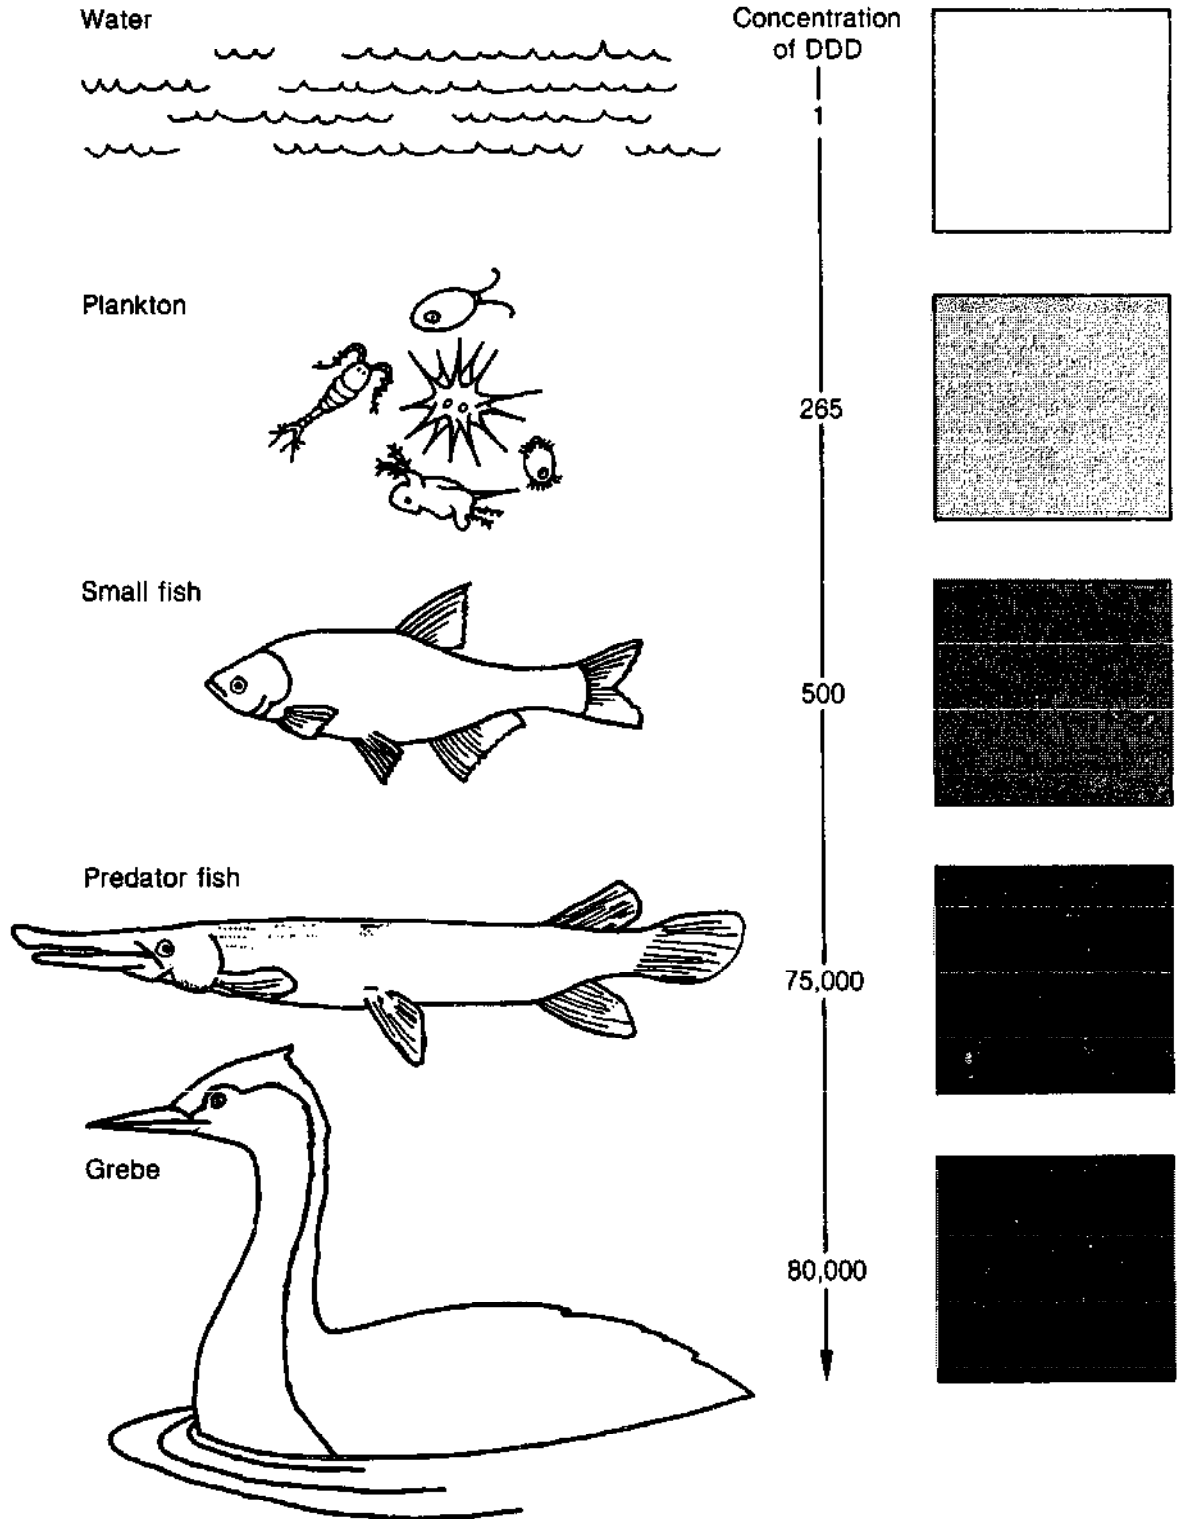 Water
Concentration
of DDD
1
Plankton
265
Small fish
500
Predator fish
75,000
Grebe
80,000